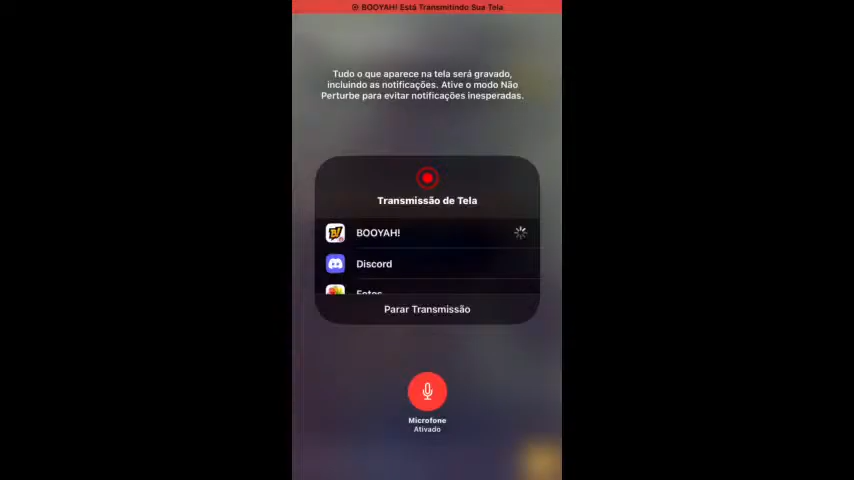 BOOYAH! Está Transmitindo Sua Tela
Tudo o que aparece na tela será gravado,
incluindo as notificações. Ative o modo Não
Perturbe para evitar notificações inesperadas.
Transmissão de Tela
BOOYAH!
Discord
Fotos
Parar Transmissão
Microfone
Ativado